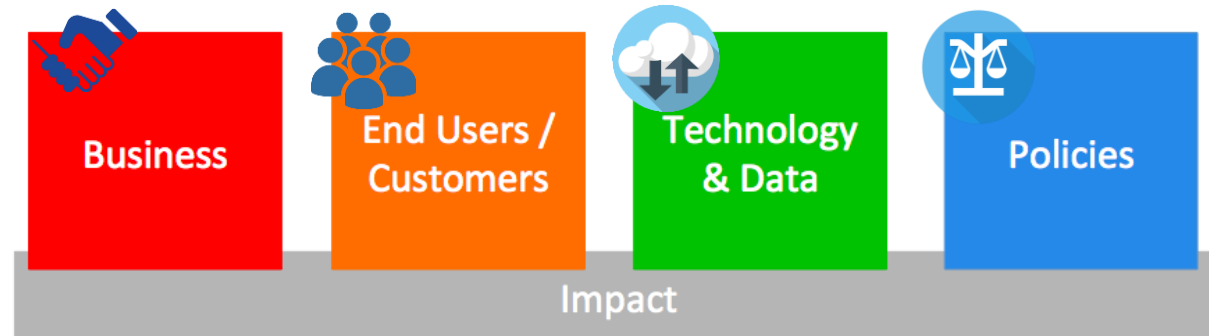 Business
End Users /
Customers
Technology
& Data
Policies
Impact